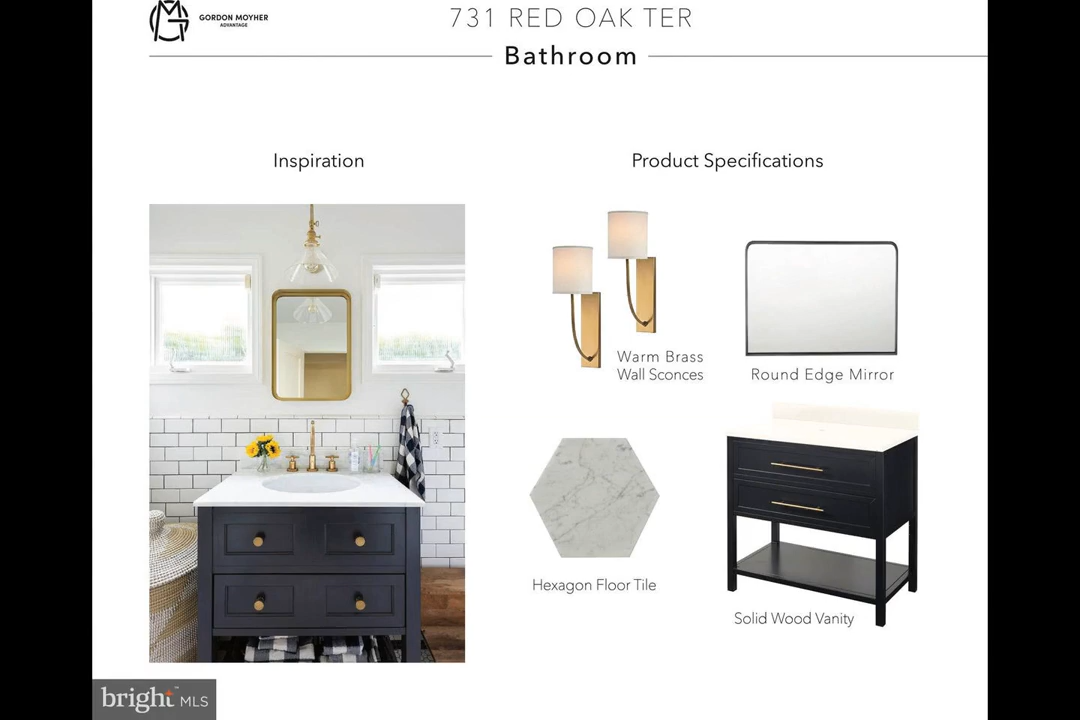 GORDON MOYHER
ADVANTAGE
731 RED OAK TER
Bathroom
Inspiration
Product Specifications
Warm Brass
Wall Sconces
Round Edge Mirror
Hexagon Floor Tile
Solid Wood Vanity
bright MLS